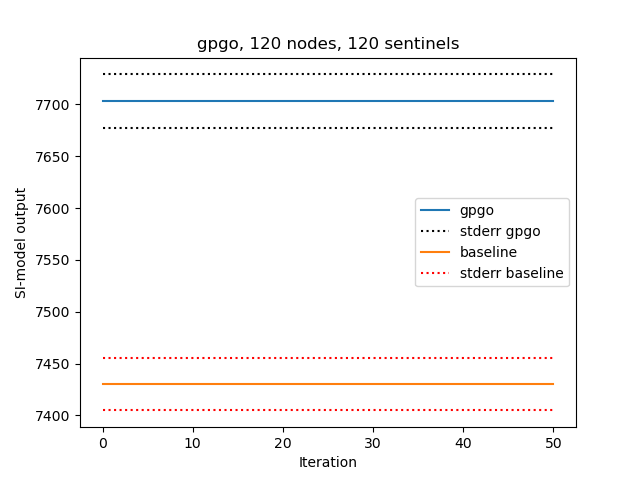 gpgo, 120 nodes, 120 sentinels
SI-model output
7700
7650
7600
7550
7500
7450
7400
gpgo
stderr gpgo
baseline
stderr baseline
0 10 20 30 40 50
Iteration